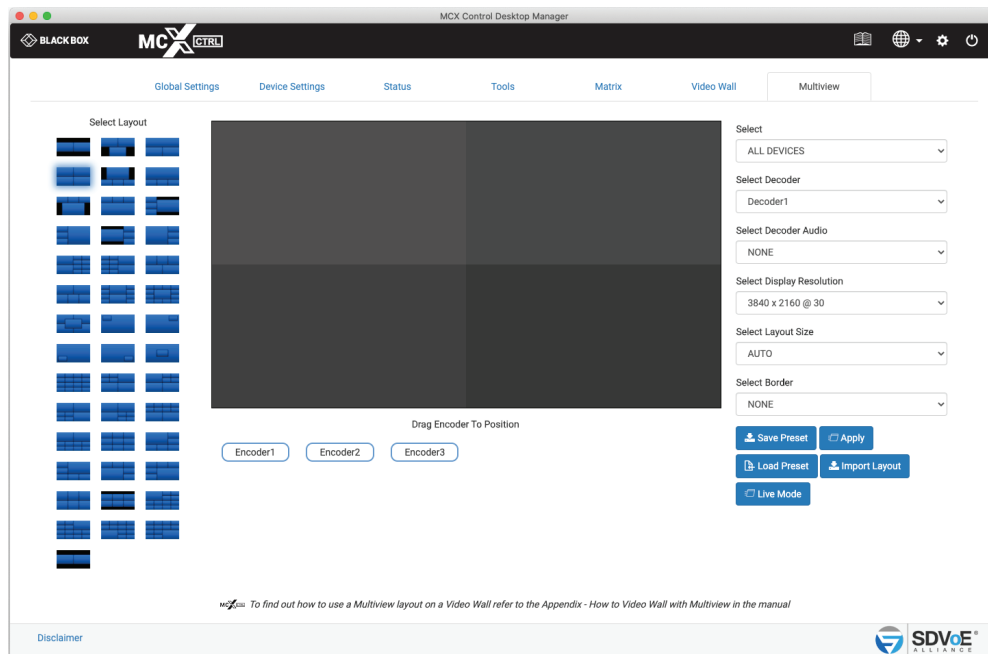 MCX Control Desktop Manager
BLACK BOX
MCX CTRL
Global Settings
Device Settings
Status
Tools
Matrix
Video Wall
Multiview
Select Layout
Select
ALL DEVICES
Select Decoder
Decoder1
Select Decoder Audio
NONE
Select Display Resolution
3840 x 2160 @ 30
Select Layout Size
AUTO
Select Border
NONE
Drag Encoder To Position
Encoder1
Encoder2
Encoder3
Save Preset
Apply
Load Preset
Import Layout
Live Mode
MCX CTRL To find out how to use a Multiview layout on a Video Wall refer to the Appendix - How to Video Wall with Multiview in the manual
Disclaimer
SDVoE
ALLIANCE